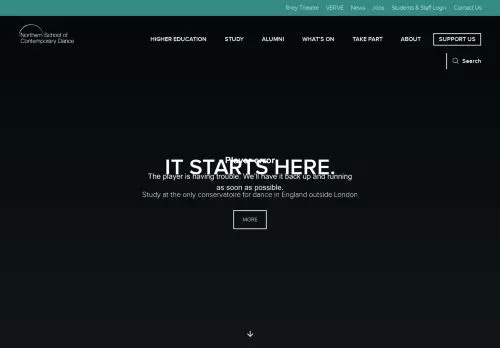 Riley Theatre VERVE News Jobs Students & Staff Login Contact Us
Northern School of
Contemporary Dance
HIGHER EDUCATION STUDY ALUMNI WHAT'S ON TAKE PART ABOUT SUPPORT US
Search
Player error
IT STARTS HERE.
The player is having trouble. We'll have it back up and running
as soon as possible.
Study at the only conservatoire for dance in England outside London
MORE